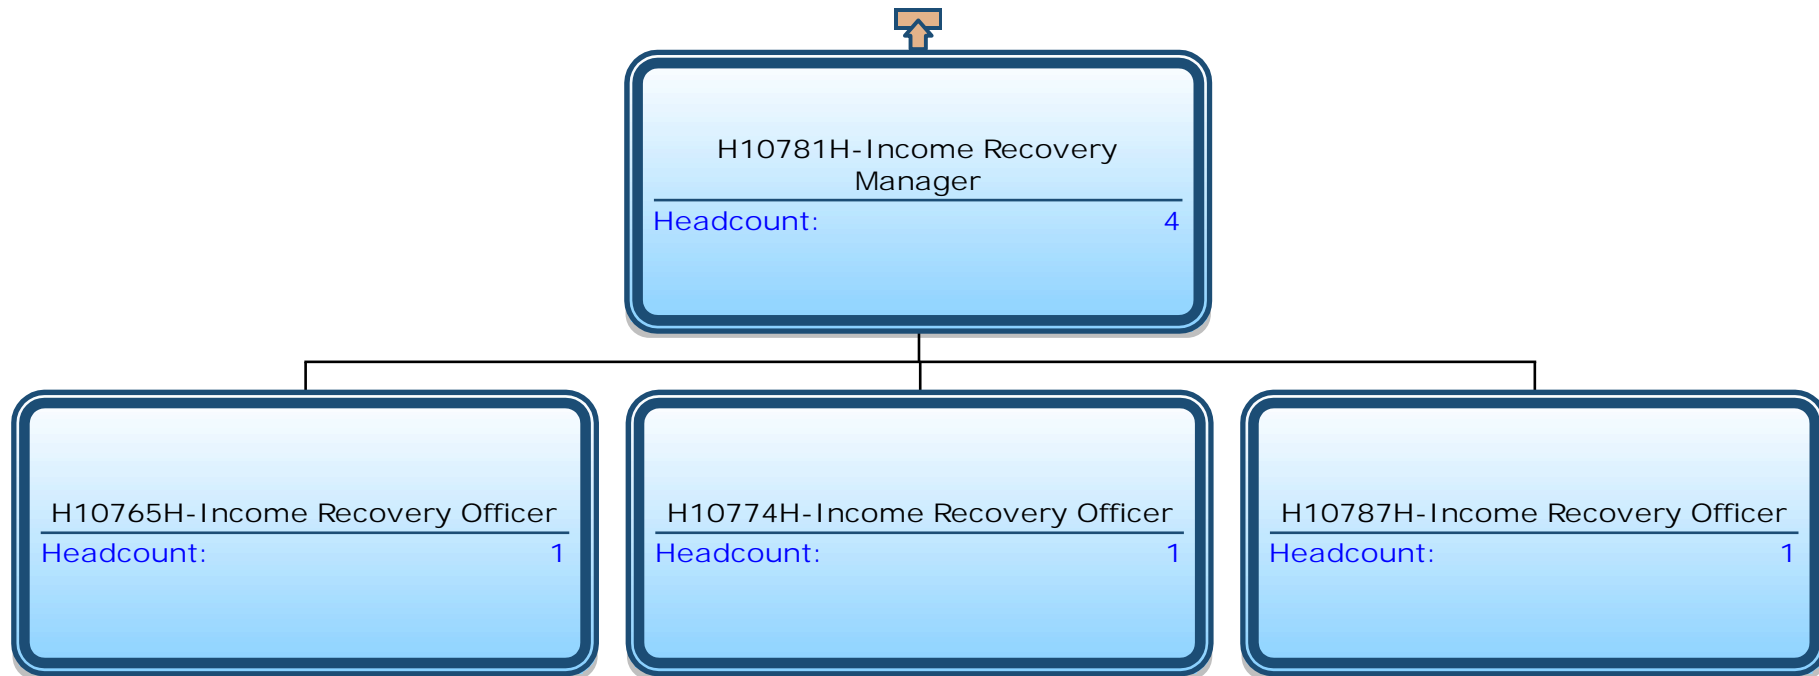 H10781H-Income Recovery
Manager
Headcount: 4
H10765H-Income Recovery Officer
Headcount: 1
H10774H-Income Recovery Officer
Headcount: 1
H10787H-Income Recovery Officer
Headcount: 1